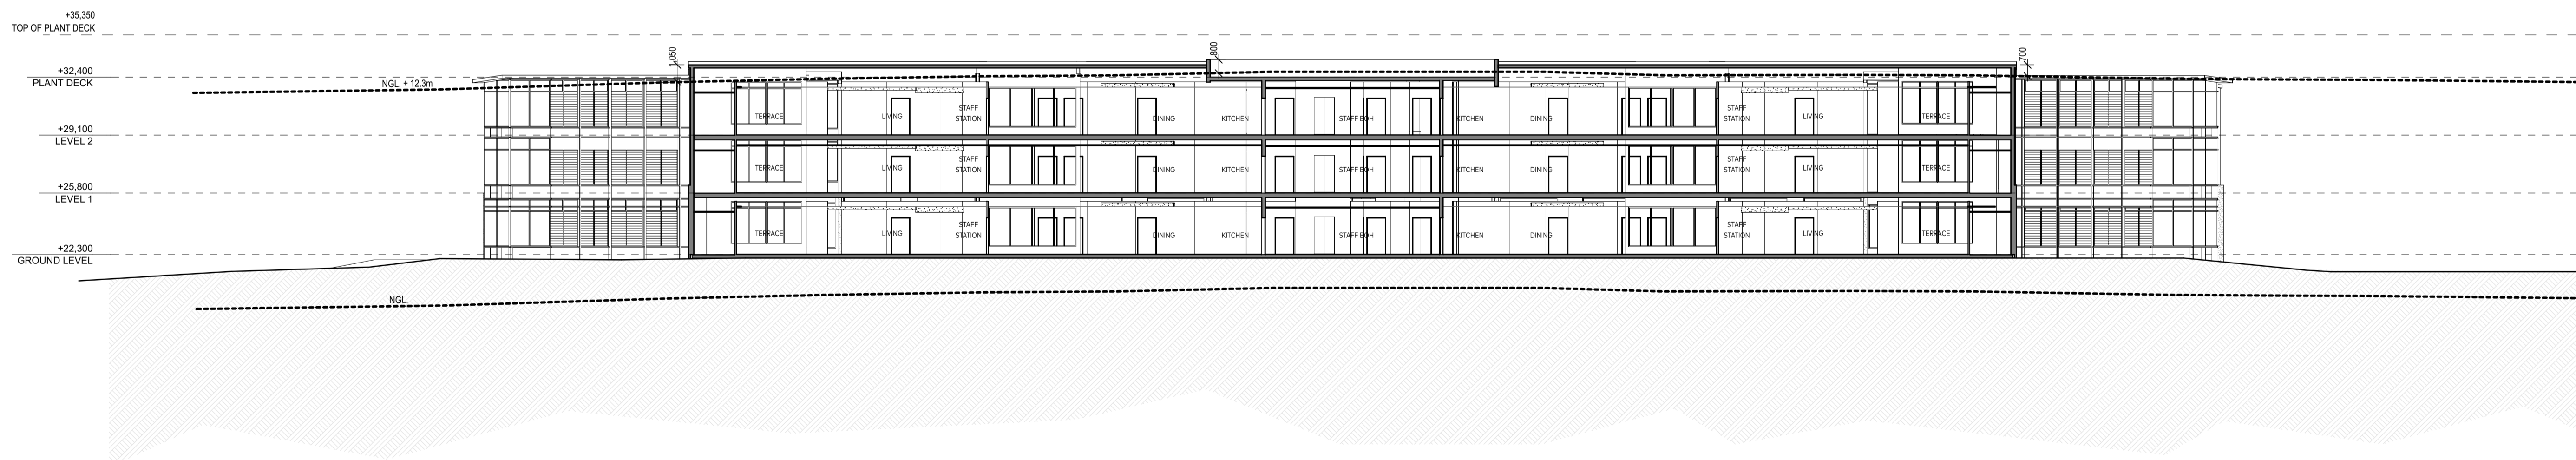 +35,350
TOP OF PLANT DECK
1,050
800
700
+32,400
PLANT DECK
NGL. + 12.3m
TERRACE
LIVING
STAFF
STATION
DINING
KITCHEN
STAFF BOH
KITCHEN
DINING
STAFF
STATION
LIVING
TERRACE
+29,100
LEVEL 2
TERRACE
LIVING
STAFF
STATION
DINING
KITCHEN
STAFF BOH
KITCHEN
DINING
STAFF
STATION
LIVING
TERRACE
+25,800
LEVEL 1
TERRACE
LIVING
STAFF
STATION
DINING
KITCHEN
STAFF BOH
KITCHEN
DINING
STAFF
STATION
LIVING
TERRACE
+22,300
GROUND LEVEL
NGL.